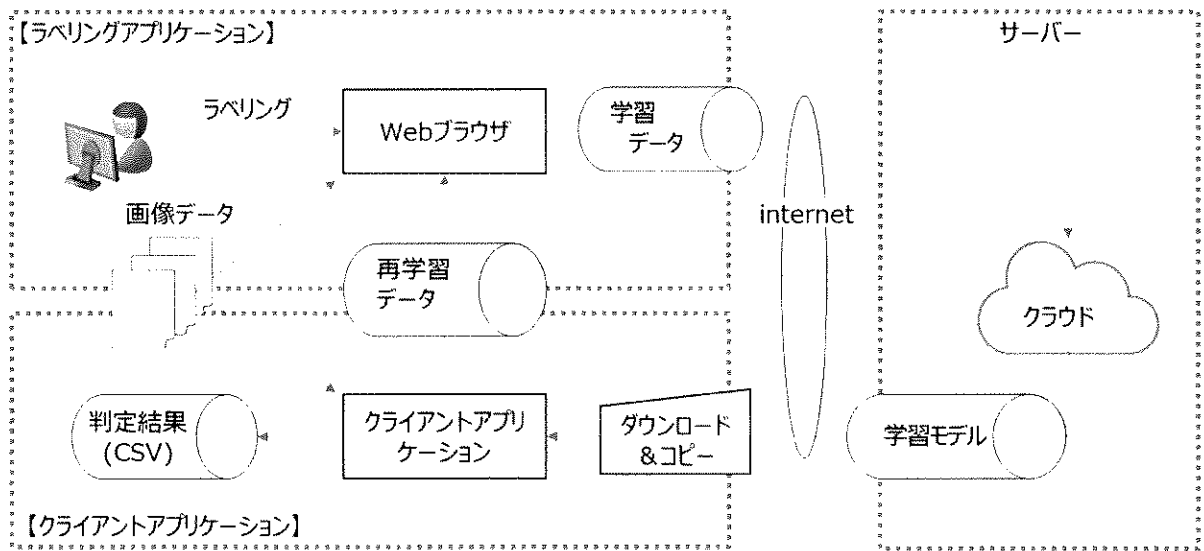 【ラベリングアプリケーション】
サーバー
ラベリング
Webブラウザ
学習
データ
画像データ
internet
再学習
データ
クラウド
判定結果
(CSV)
クライアントアプリ
ケーション
ダウンロード
&コピー
学習モデル
【クライアントアプリケーション】